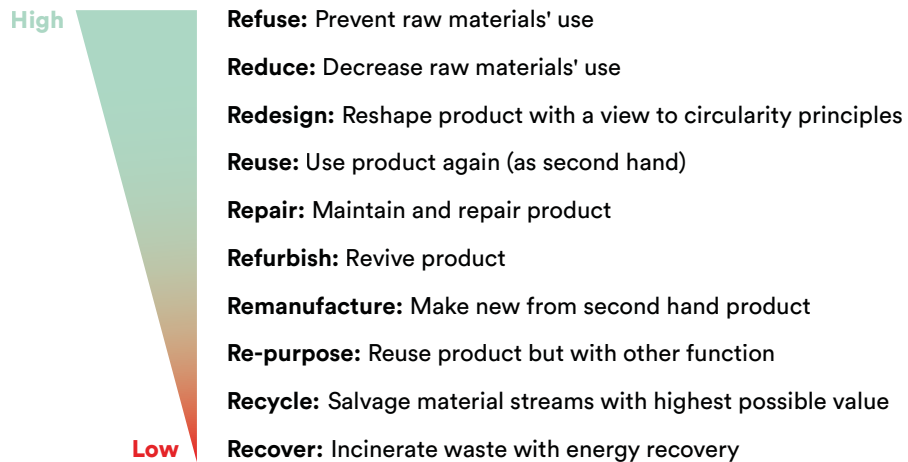 High
Refuse: Prevent raw materials' use
Reduce: Decrease raw materials' use
Redesign: Reshape product with a view to circularity principles
Reuse: Use product again (as second hand)
Repair: Maintain and repair product
Refurbish: Revive product
Remanufacture: Make new from second hand product
Re-purpose: Reuse product but with other function
Recycle: Salvage material streams with highest possible value
Low
Recover: Incinerate waste with energy recovery